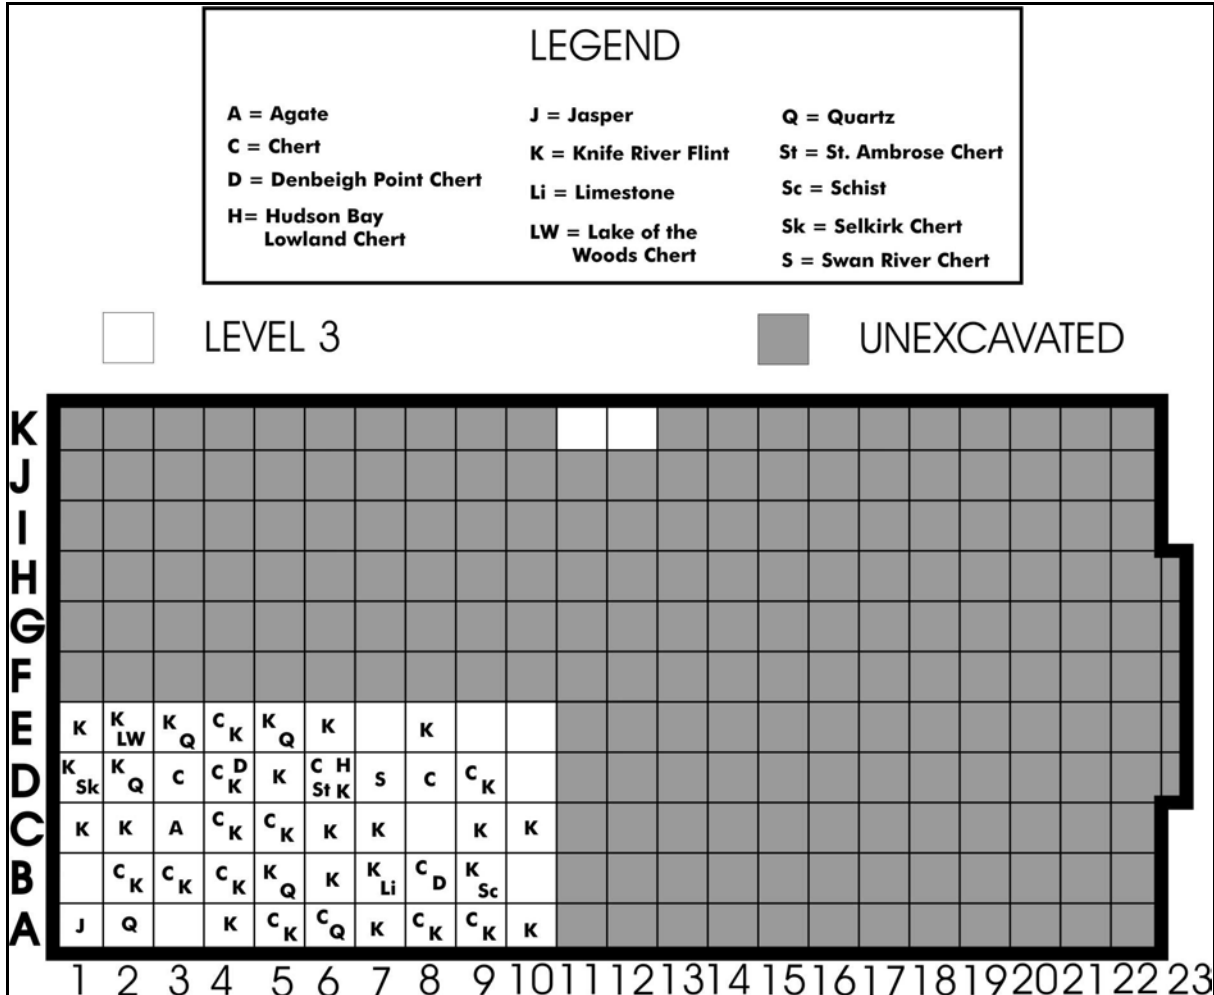 LEGEND
A = Agate
C = Chert
D = Denbeigh Point Chert
H= Hudson Bay
Lowland Chert
J = Jasper
K = Knife River Flint
Li = Limestone
LW = Lake of the
Woods Chert
Q = Quartz
St = St. Ambrose Chert
Sc = Schist
Sk = Selkirk Chert
S = Swan River Chert
LEVEL 3
UNEXCAVATED
K
J
I
H
G
F
E K K LW K Q C K K Q K K
D K Sk K Q C C D K K C H St K S C C K
C K K A C K C K K K K K
B C K C K C K K Q K K Li C D K Sc
A J Q K C K C Q K C K C K K
1 2 3 4 5 6 7 8 9 10 11 12 13 14 15 16 17 18 19 20 21 22 23